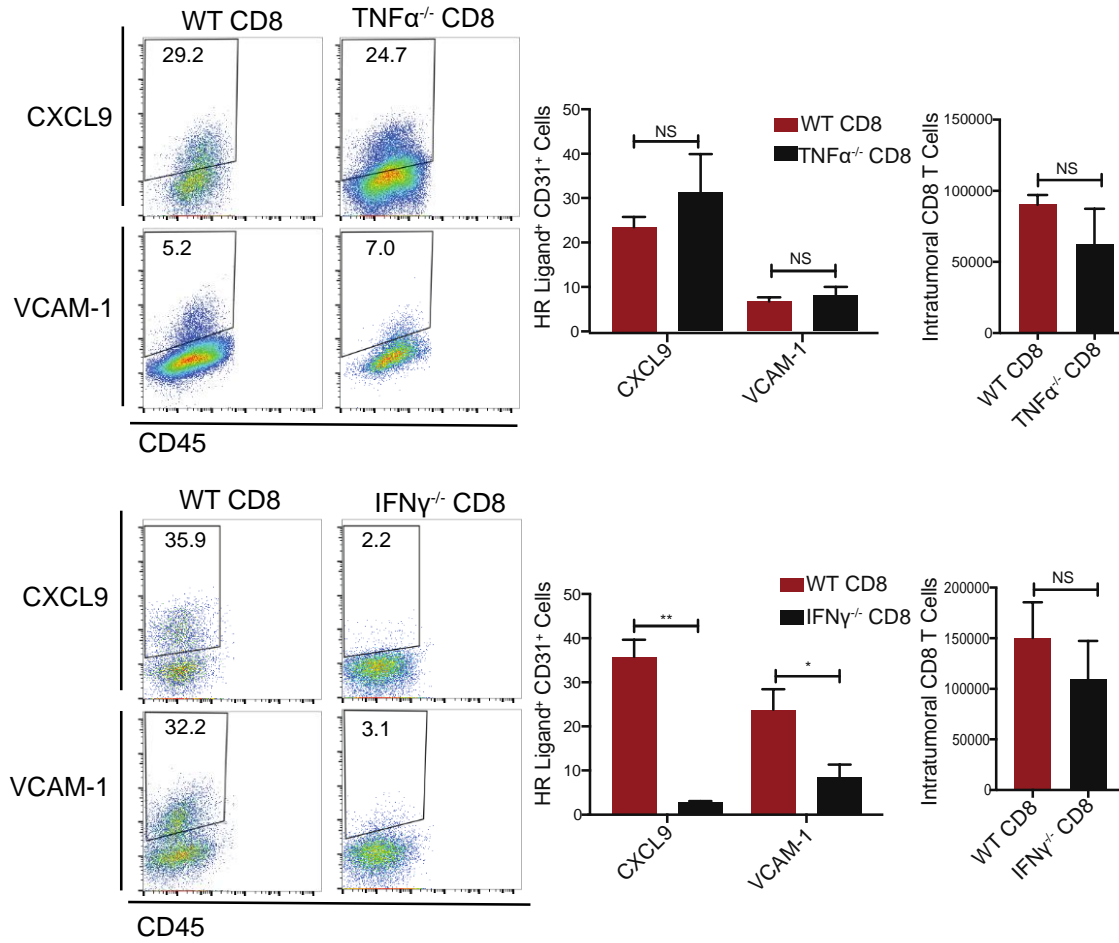 WT CD8
TNFα-/- CD8
CXCL9
29.2
24.7
VCAM-1
5.2
7.0
CD45
HR Ligand+ CD31+ Cells
50
40
30
20
10
0
NS
NS
WT CD8
TNFα-/- CD8
CXCL9
VCAM-1
Intratumoral CD8 T Cells
150000
100000
50000
0
NS
WT CD8
TNFα-/- CD8
WT CD8
IFNγ-/- CD8
CXCL9
35.9
2.2
VCAM-1
32.2
3.1
CD45
HR Ligand+ CD31+ Cells
50
40
30
20
10
0
**
*
WT CD8
IFNγ-/- CD8
CXCL9
VCAM-1
Intratumoral CD8 T Cells
200000
150000
100000
50000
0
NS
WT CD8
IFNγ-/- CD8